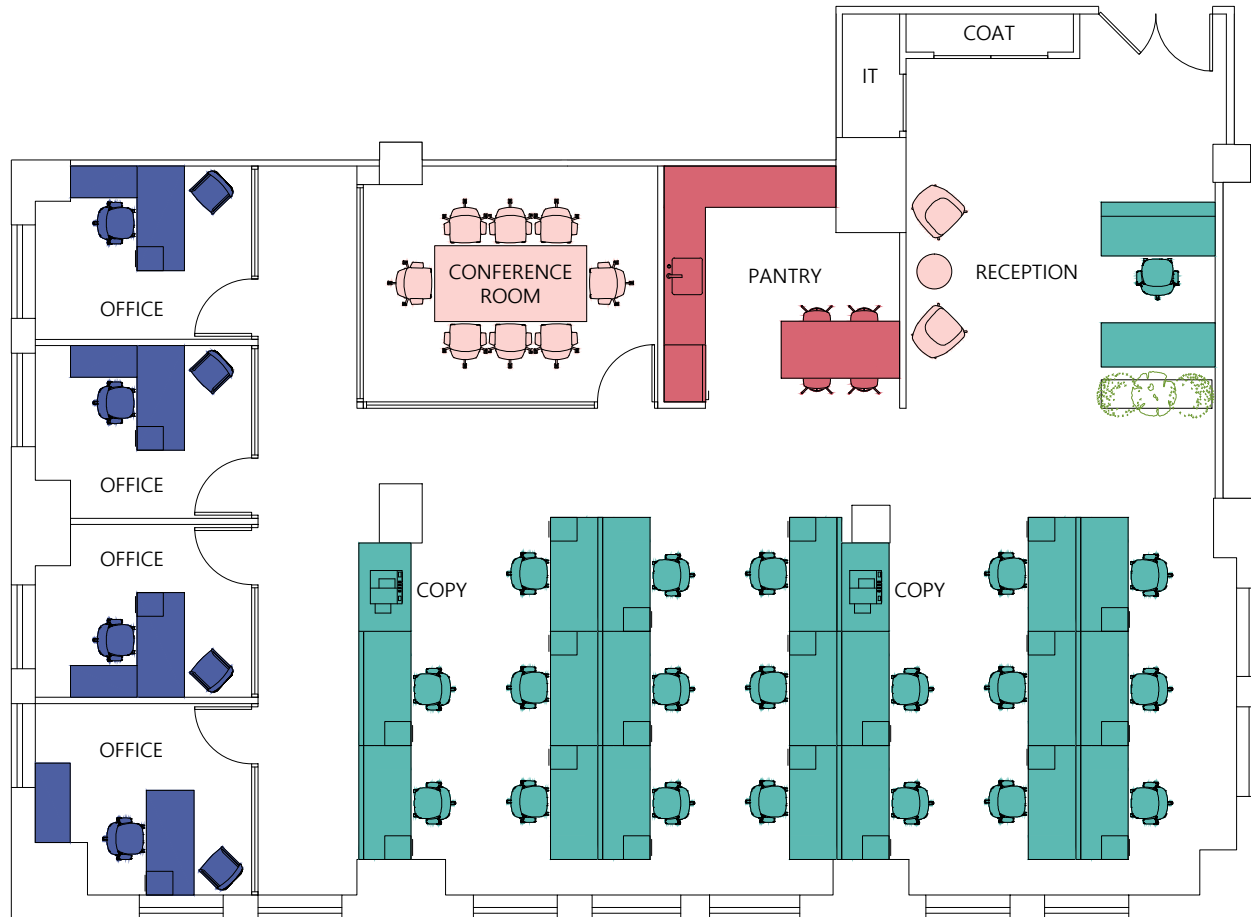 COAT
IT
CONFERENCE
ROOM
PANTRY
RECEPTION
OFFICE
OFFICE
OFFICE
COPY
COPY
OFFICE